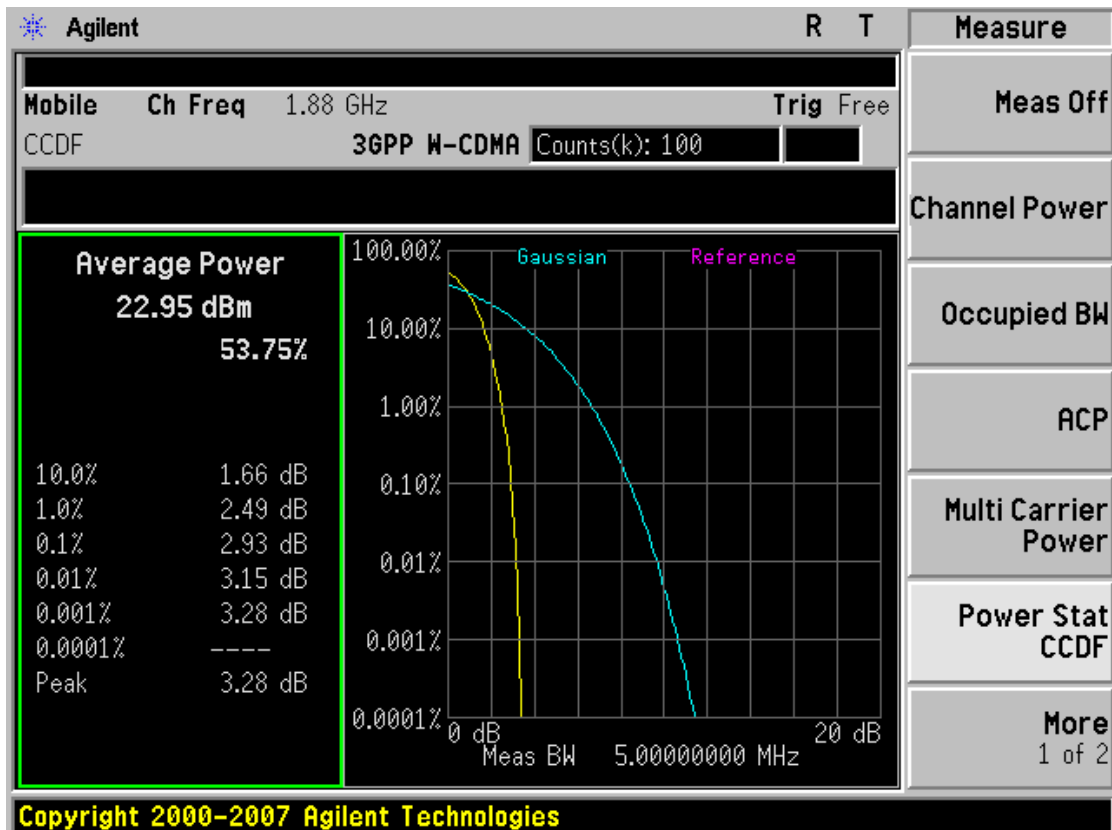 Agilent R T
Mobile Ch Freq 1.88 GHz Trig Free
CCDF 3GPP W-CDMA Counts(k): 100
Average Power
22.95 dBm
53.75%
10.0% 1.66 dB
1.0% 2.49 dB
0.1% 2.93 dB
0.01% 3.15 dB
0.001% 3.28 dB
0.0001% ----
Peak 3.28 dB
Gaussian Reference
100.00%
10.00%
1.00%
0.10%
0.01%
0.001%
0.0001%
0 dB 20 dB
Meas BW 5.00000000 MHz
Measure
Meas Off
Channel Power
Occupied BW
ACP
Multi Carrier
Power
Power Stat
CCDF
More
1 of 2
Copyright 2000-2007 Agilent Technologies